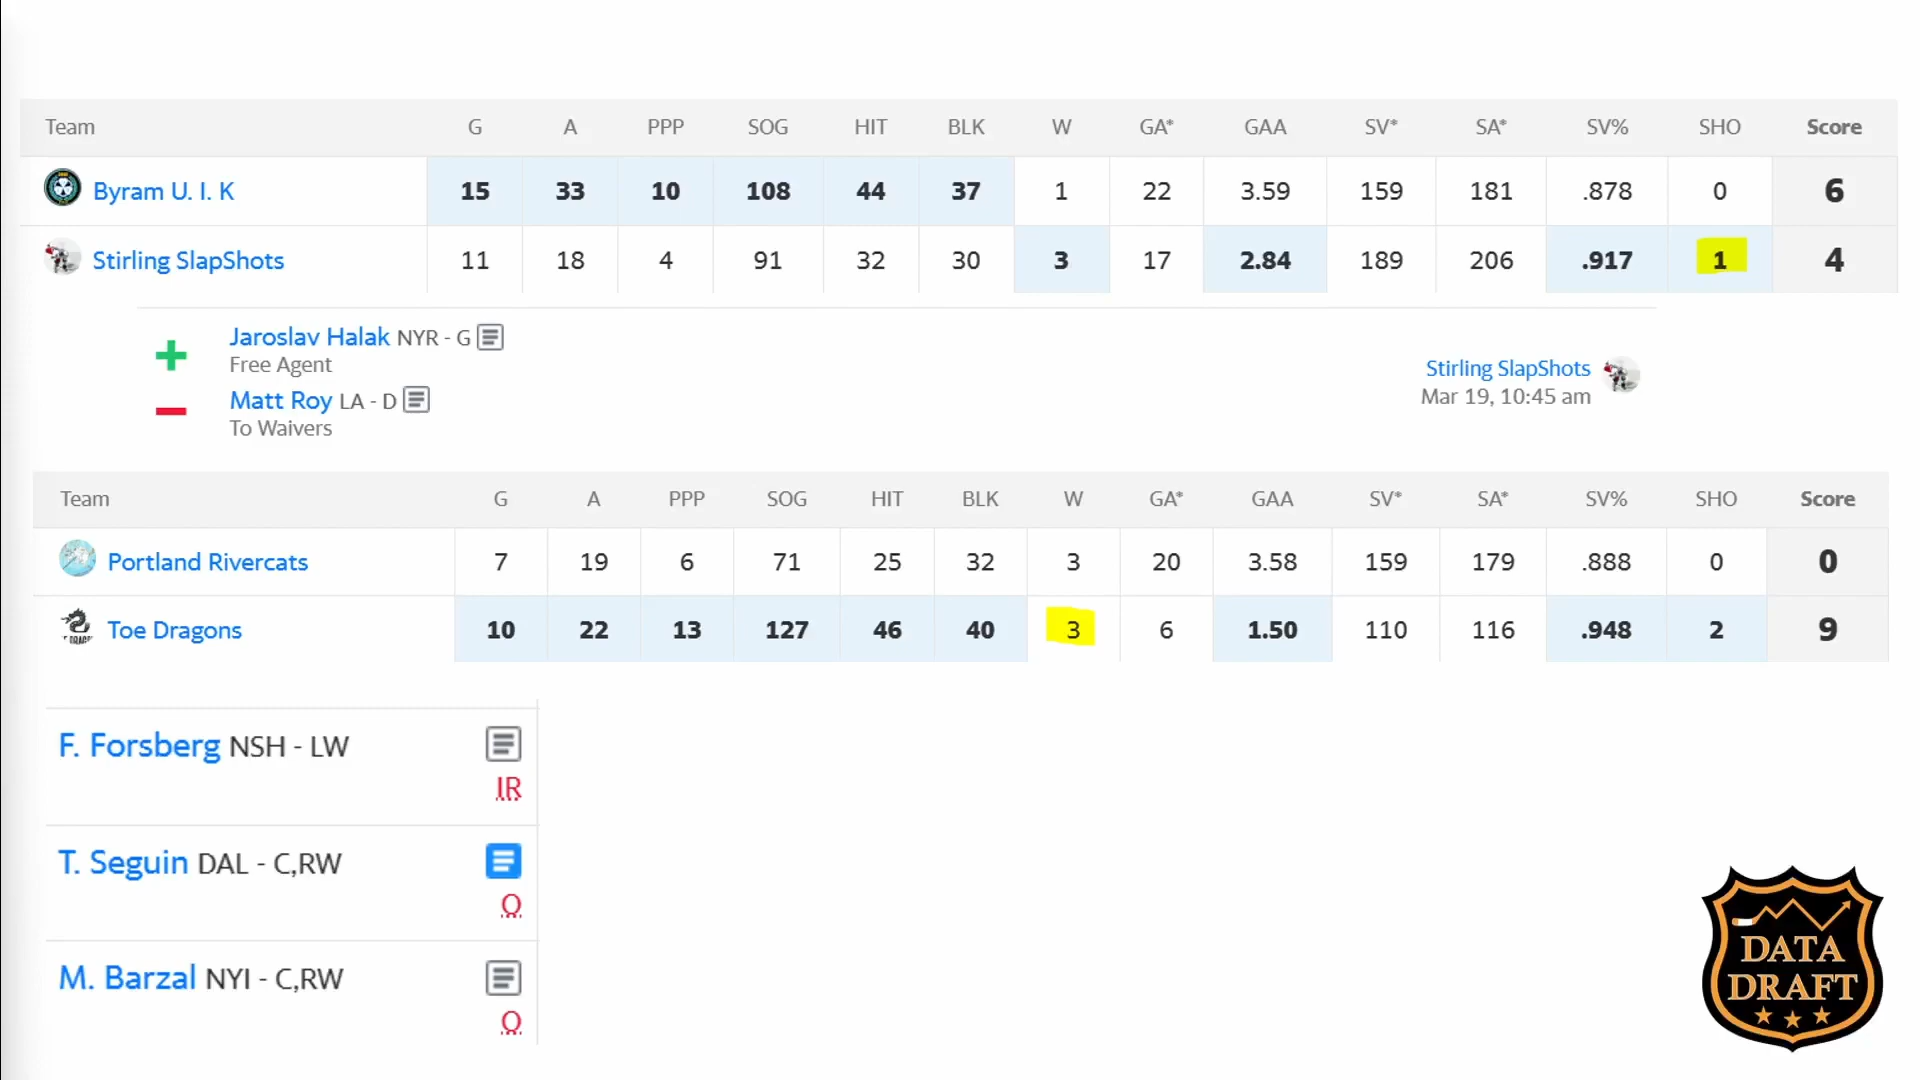 Team G A PPP SOG HIT BLK W GA* GAA SV* SA* SV% SHO Score
Byram U. I. K 15 33 10 108 44 37 1 22 3.59 159 181 .878 0 6
Stirling SlapShots 11 18 4 91 32 30 3 17 2.84 189 206 .917 1 4
Jaroslav Halak NYR - G
Free Agent
Matt Roy LA - D
To Waivers
Stirling SlapShots
Mar 19, 10:45 am
Team G A PPP SOG HIT BLK W GA* GAA SV* SA* SV% SHO Score
Portland Rivercats 7 19 6 71 25 32 3 20 3.58 159 179 .888 0 0
Toe Dragons 10 22 13 127 46 40 3 6 1.50 110 116 .948 2 9
F. Forsberg NSH - LW
IR
T. Seguin DAL - C,RW
O
M. Barzal NYI - C,RW
O
DATA
DRAFT